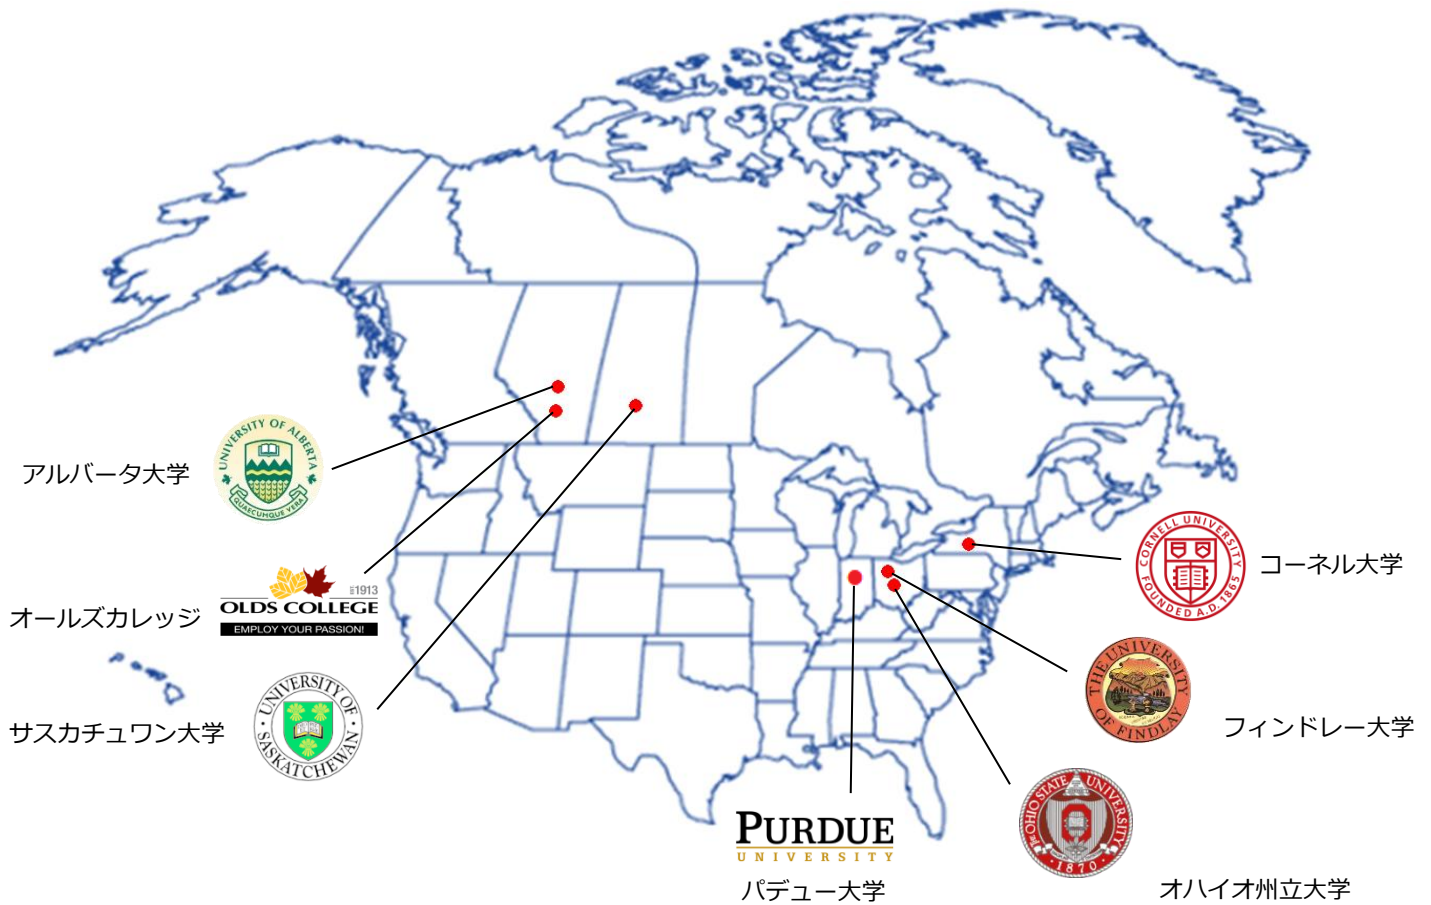 アルバータ大学
UNIVERSITY OF ALBERTA
QUAECUMQUE VERA
オールズカレッジ
EST. 1913
OLDS COLLEGE
EMPLOY YOUR PASSION!
サスカチュワン大学
UNIVERSITY OF SASKATCHEWAN
PURDUE
UNIVERSITY
パデュー大学
CORNELL UNIVERSITY
FOUNDED A.D. 1865
コーネル大学
THE UNIVERSITY OF FINDLAY
フィンドレー大学
THE OHIO STATE UNIVERSITY
1870
オハイオ州立大学